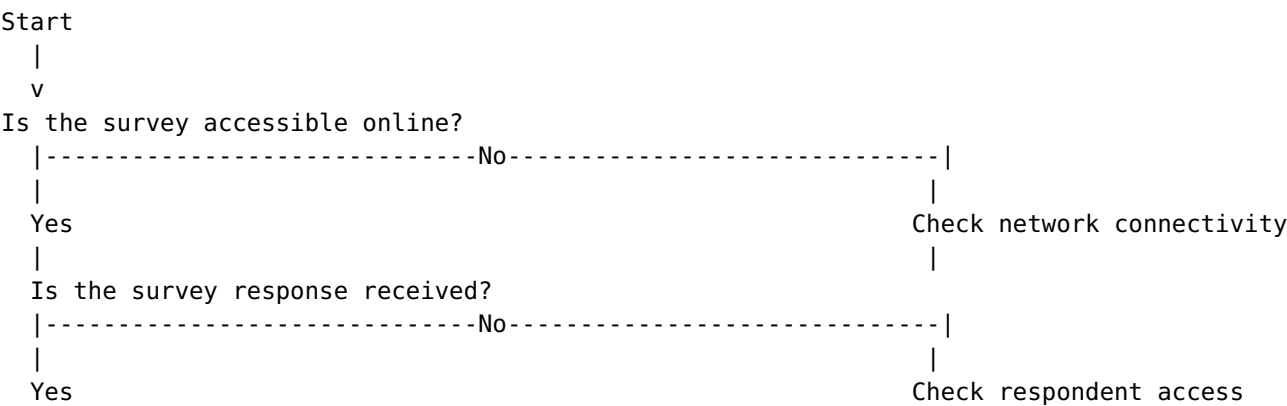 Start
  |
  v
Is the survey accessible online?
  |------------------------------No------------------------------|
  |                                                              |
  Yes                                                          Check network connectivity
  |                                                              |
  Is the survey response received?
  |------------------------------No------------------------------|
  |                                                              |
  Yes                                                          Check respondent access